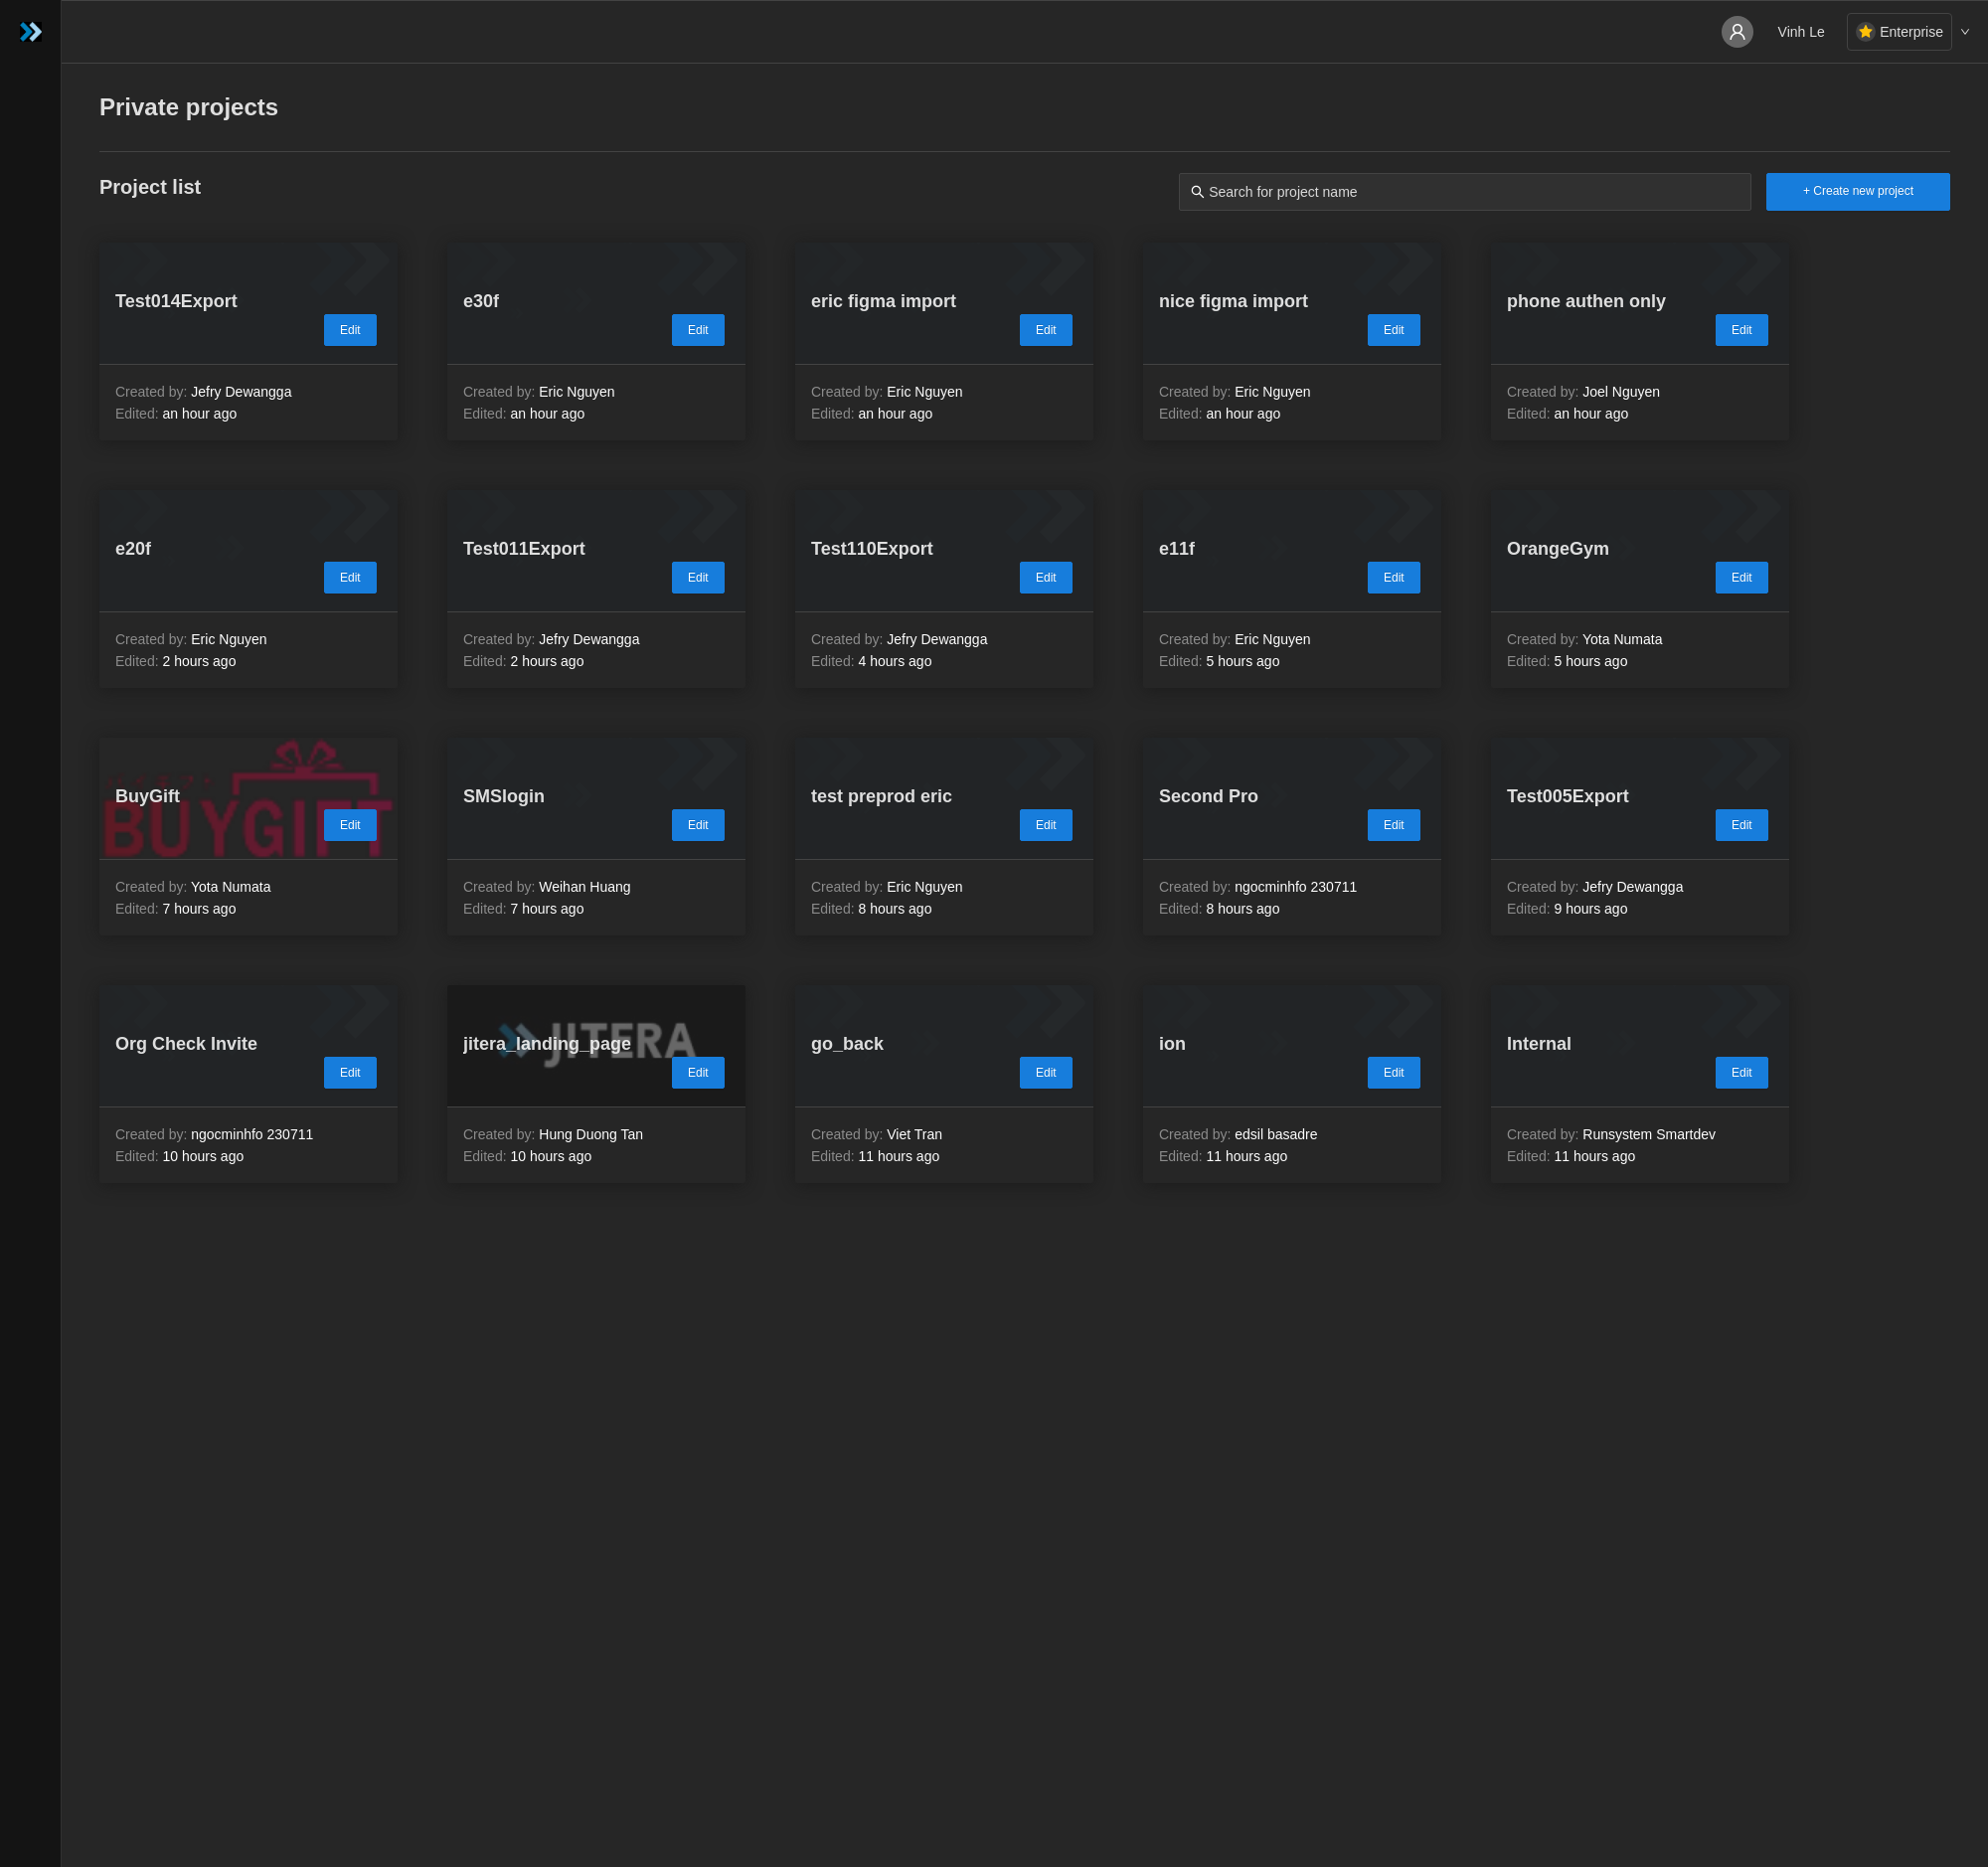 Vinh Le
Enterprise
Private projects
Project list
Search for project name
+ Create new project
Test014Export
Edit
Created by: Jefry Dewangga
Edited: an hour ago
e30f
Edit
Created by: Eric Nguyen
Edited: an hour ago
eric figma import
Edit
Created by: Eric Nguyen
Edited: an hour ago
nice figma import
Edit
Created by: Eric Nguyen
Edited: an hour ago
phone authen only
Edit
Created by: Joel Nguyen
Edited: an hour ago
e20f
Edit
Created by: Eric Nguyen
Edited: 2 hours ago
Test011Export
Edit
Created by: Jefry Dewangga
Edited: 2 hours ago
Test110Export
Edit
Created by: Jefry Dewangga
Edited: 4 hours ago
e11f
Edit
Created by: Eric Nguyen
Edited: 5 hours ago
OrangeGym
Edit
Created by: Yota Numata
Edited: 5 hours ago
BuyGift
BUYGIFT
Edit
Created by: Yota Numata
Edited: 7 hours ago
SMSlogin
Edit
Created by: Weihan Huang
Edited: 7 hours ago
test preprod eric
Edit
Created by: Eric Nguyen
Edited: 8 hours ago
Second Pro
Edit
Created by: ngocminhfo 230711
Edited: 8 hours ago
Test005Export
Edit
Created by: Jefry Dewangga
Edited: 9 hours ago
Org Check Invite
Edit
Created by: ngocminhfo 230711
Edited: 10 hours ago
jitera_landing_page
JITERA
Edit
Created by: Hung Duong Tan
Edited: 10 hours ago
go_back
Edit
Created by: Viet Tran
Edited: 11 hours ago
ion
Edit
Created by: edsil basadre
Edited: 11 hours ago
Internal
Edit
Created by: Runsystem Smartdev
Edited: 11 hours ago